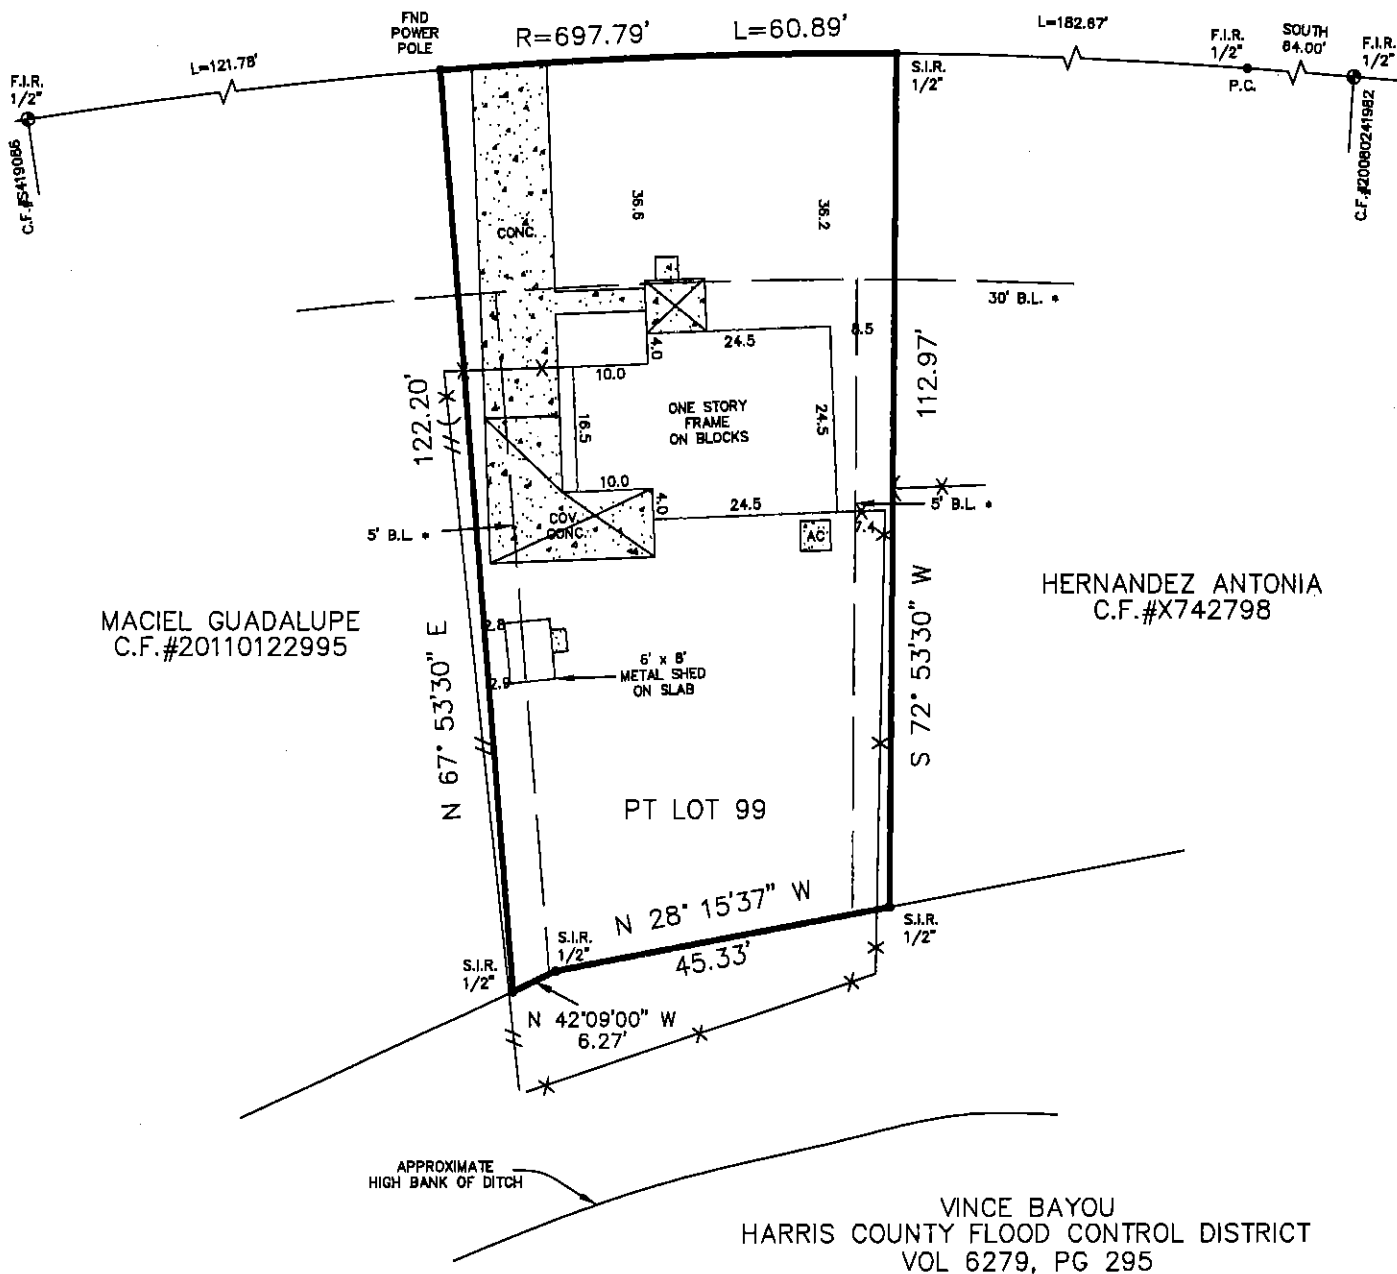 FND
POWER
POLE
R=697.79'
L=60.89'
L=182.67'
SOUTH
84.00'
F.I.R.
1/2"
F.I.R.
1/2"
L=121.78'
F.I.R.
1/2"
S.I.R.
1/2"
P.C.
C.F.#S419086
C.F.#20080241982
36.6
36.2
CONC.
30' B.L. *
8.5
24.5
4.0
10.0
122.20'
112.97'
ONE STORY
FRAME
ON BLOCKS
16.5
24.5
10.0
4.0
24.5
5' B.L. *
COV.
CONC.
AC
7.4
5' B.L. *
MACIEL GUADALUPE
C.F.#20110122995
HERNANDEZ ANTONIA
C.F.#X742798
2.8
6' x 8'
METAL SHED
ON SLAB
2.9
N 67° 53'30" E
S 72° 53'30" W
PT LOT 99
N 28° 15'37" W
45.33'
S.I.R.
1/2"
S.I.R.
1/2"
S.I.R.
1/2"
N 42°09'00" W
6.27'
APPROXIMATE
HIGH BANK OF DITCH
VINCE BAYOU
HARRIS COUNTY FLOOD CONTROL DISTRICT
VOL 6279, PG 295